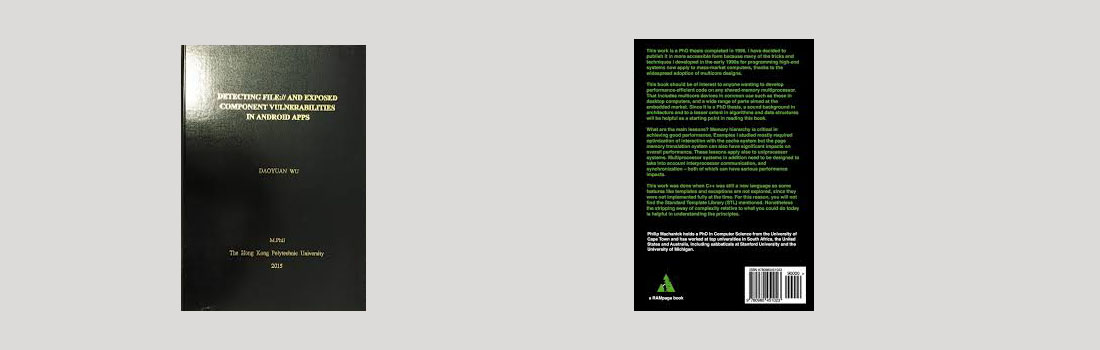 DETECTING FILE:// AND EXPOSED
COMPONENT VULNERABILITIES
IN ANDROID APPS
DAOYUAN WU
M.Phil
The Hong Kong Polytechnic University
2015
This work is a PhD thesis completed in 1996. I have decided to
publish it in more accessible form because many of the tricks and
techniques I developed in the early 1990s for programming high-end
systems now apply to mass-market computers, thanks to the
widespread adoption of multicore designs.
This book should be of interest to anyone wanting to develop
performance-efficient code on any shared-memory multiprocessor.
That includes multicore devices in common use such as those in
desktop computers, and a wide range of parts aimed at the
embedded market. Since it is a PhD thesis, a sound background in
architecture and to a lesser extent in algorithms and data structures
will be helpful as a starting point in reading this book.
What are the main lessons? Memory hierarchy is critical in
achieving good performance. Examples I studied mostly required
optimization of interaction with the cache system but the page
memory translation system can also have significant impacts on
overall performance. These lessons apply also to uniprocessor
systems. Multiprocessor systems in addition need to be designed to
take into account interprocessor communication, and
synchronization – both of which can have serious performance
impacts.
This work was done when C++ was still a new language so some
features like templates and exceptions are not explored, since they
were not implemented fully at the time. For this reason, you will not
find the Standard Template Library (STL) mentioned. Nonetheless
the stripping away of complexity relative to what you could do today
is helpful in understanding the principles.
Philip Machanick holds a PhD in Computer Science from the University of
Cape Town and has worked at top universities in South Africa, the United
States and Australia, including sabbaticals at Stanford University and the
University of Michigan.
a RAMpage book
90000